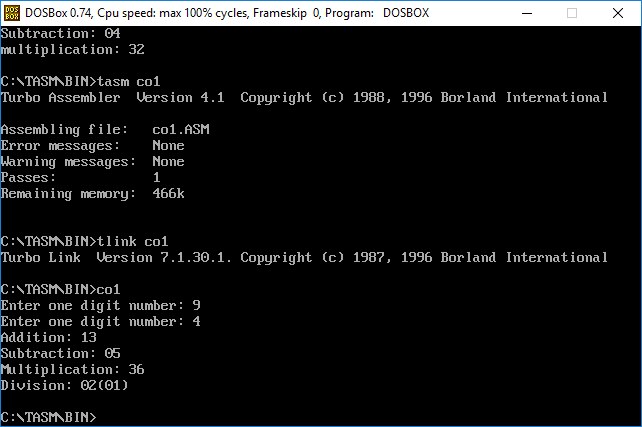 DOS BOX
DOSBox 0.74, Cpu speed: max 100% cycles, Frameskip 0, Program: DOSBOX
Subtraction: 04
multiplication: 32
C:\TASM\BIN>tasm co1
Turbo Assembler Version 4.1 Copyright (c) 1988, 1996 Borland International
Assembling file: co1.ASM
Error messages: None
Warning messages: None
Passes: 1
Remaining memory: 466k
C:\TASM\BIN>tlink co1
Turbo Link Version 7.1.30.1. Copyright (c) 1987, 1996 Borland International
C:\TASM\BIN>co1
Enter one digit number: 9
Enter one digit number: 4
Addition: 13
Subtraction: 05
Multiplication: 36
Division: 02(01)
C:\TASM\BIN>